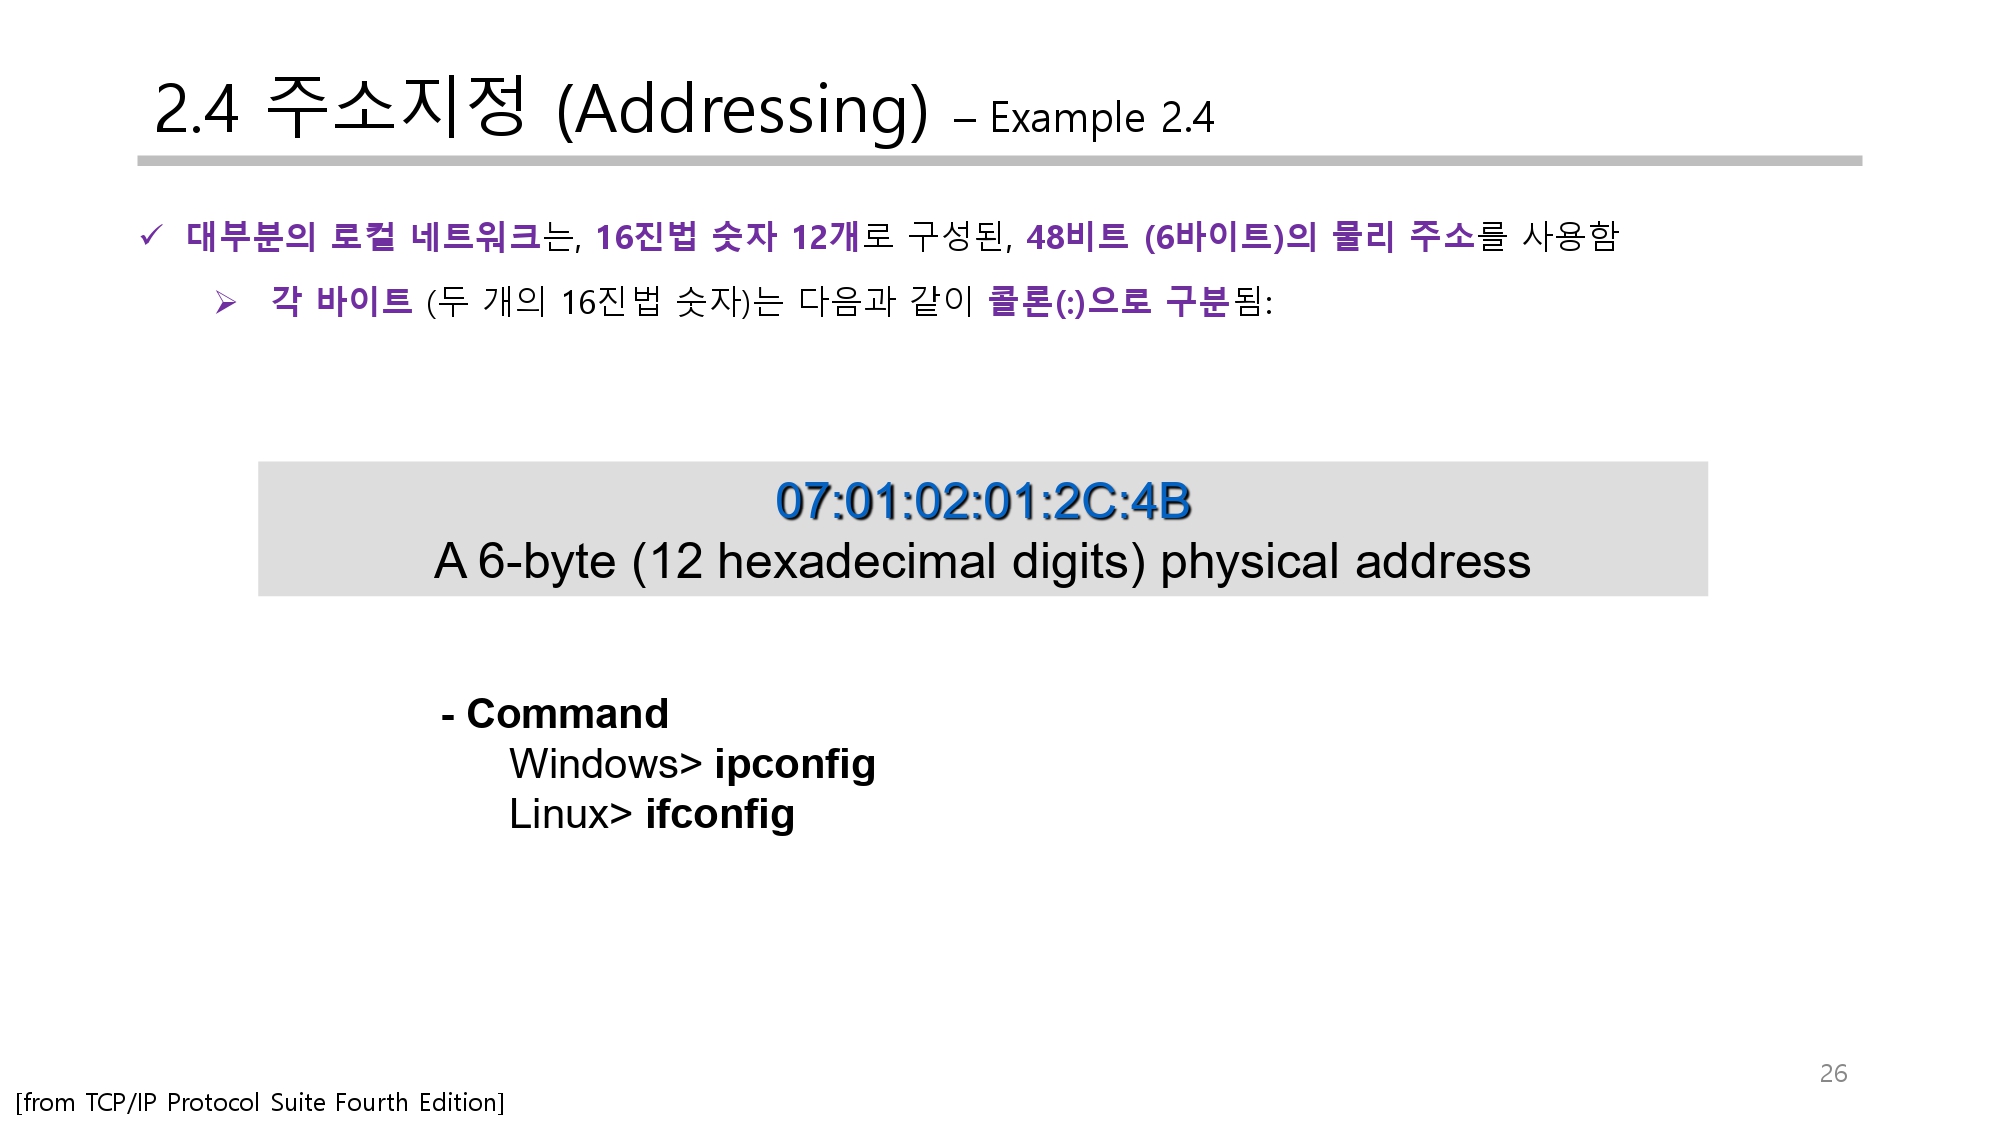 2.4 주소지정 (Addressing) – Example 2.4
✓ 대부분의 로컬 네트워크는, 16진법 숫자 12개로 구성된, 48비트 (6바이트)의 물리 주소를 사용함
➢ 각 바이트 (두 개의 16진법 숫자)는 다음과 같이 콜론(:)으로 구분됨:
07:01:02:01:2C:4B
A 6-byte (12 hexadecimal digits) physical address
- Command
Windows> ipconfig
Linux> ifconfig
26
[from TCP/IP Protocol Suite Fourth Edition]